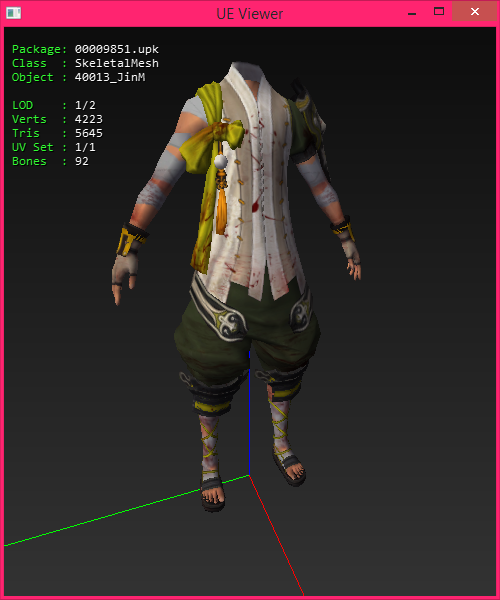 UE Viewer
Package: 00009851.upk
Class  : SkeletalMesh
Object : 40013_JinM
LOD    : 1/2
Verts  : 4223
Tris   : 5645
UV Set : 1/1
Bones  : 92